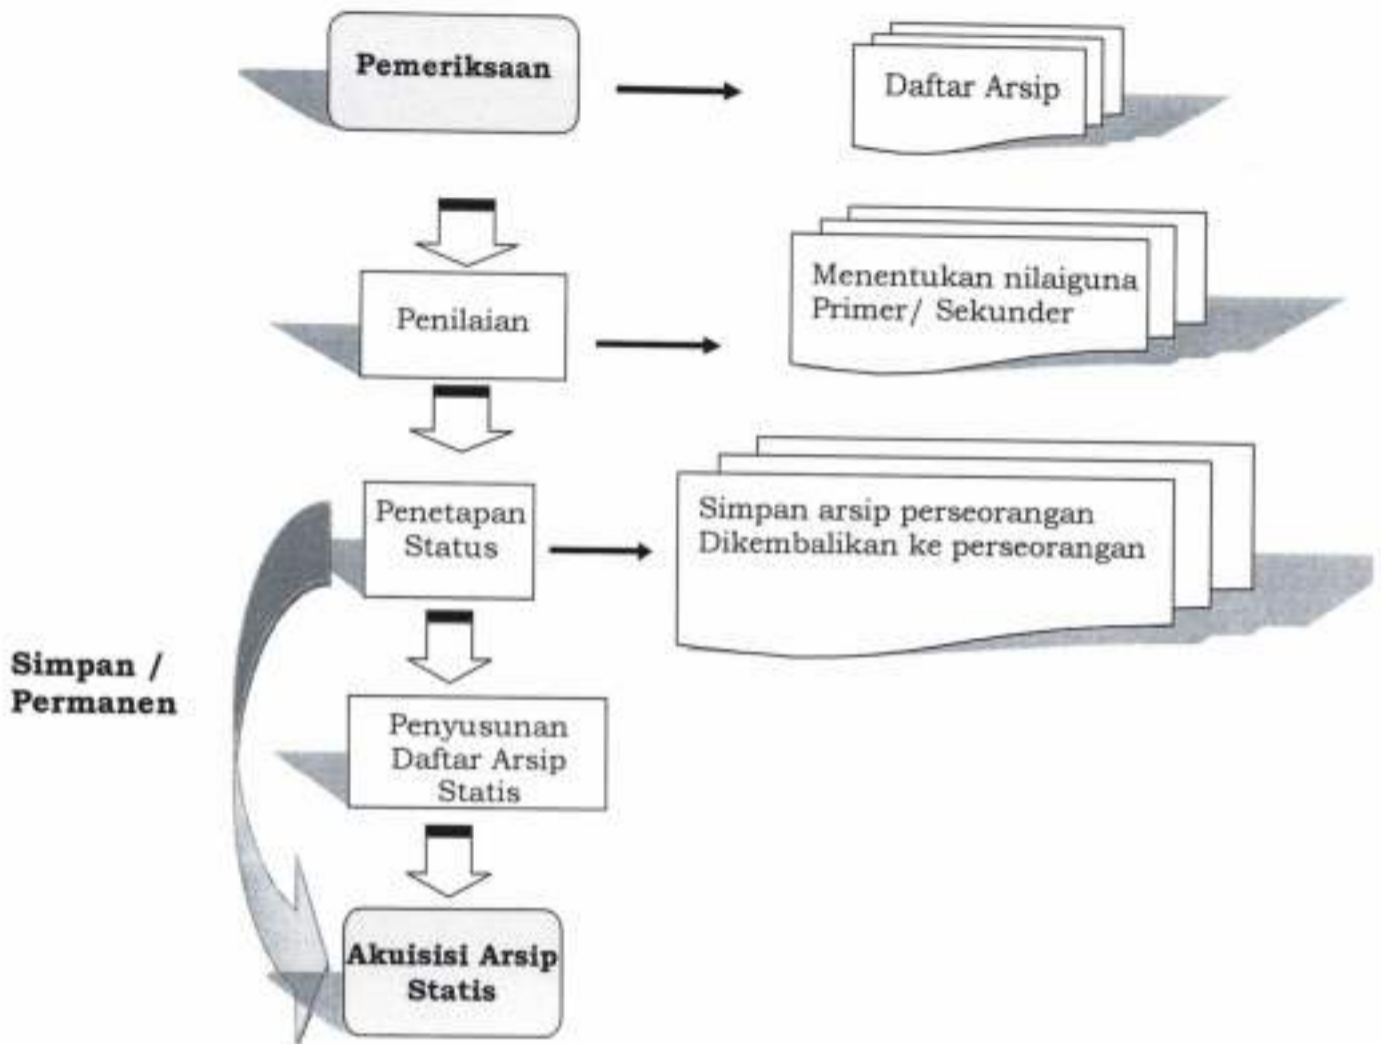 Pemeriksaan
Daftar Arsip
Penilaian
Menentukan nilaiguna
Primer/ Sekunder
Penetapan
Status
Simpan arsip perseorangan
Dikembalikan ke perseorangan
Simpan /
Permanen
Penyusunan
Daftar Arsip
Statis
Akuisisi Arsip
Statis